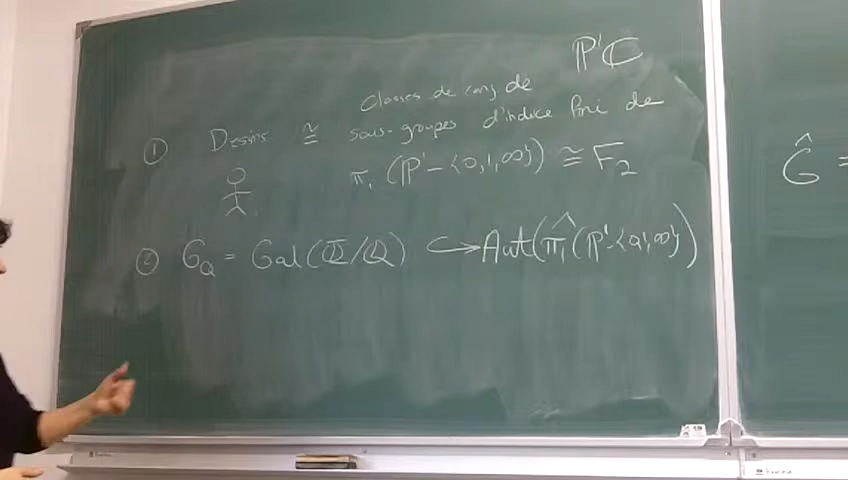 P¹ℂ
Classes de conj de
① Dessins ≅ sous-groupes d'indice fini de
π₁ (P¹-{0,1,∞}) ≅ F₂
② G_Q = Gal(Q̄/Q) ↪ Aut(π̂₁(P¹-{0,1,∞}))
Ĝ =